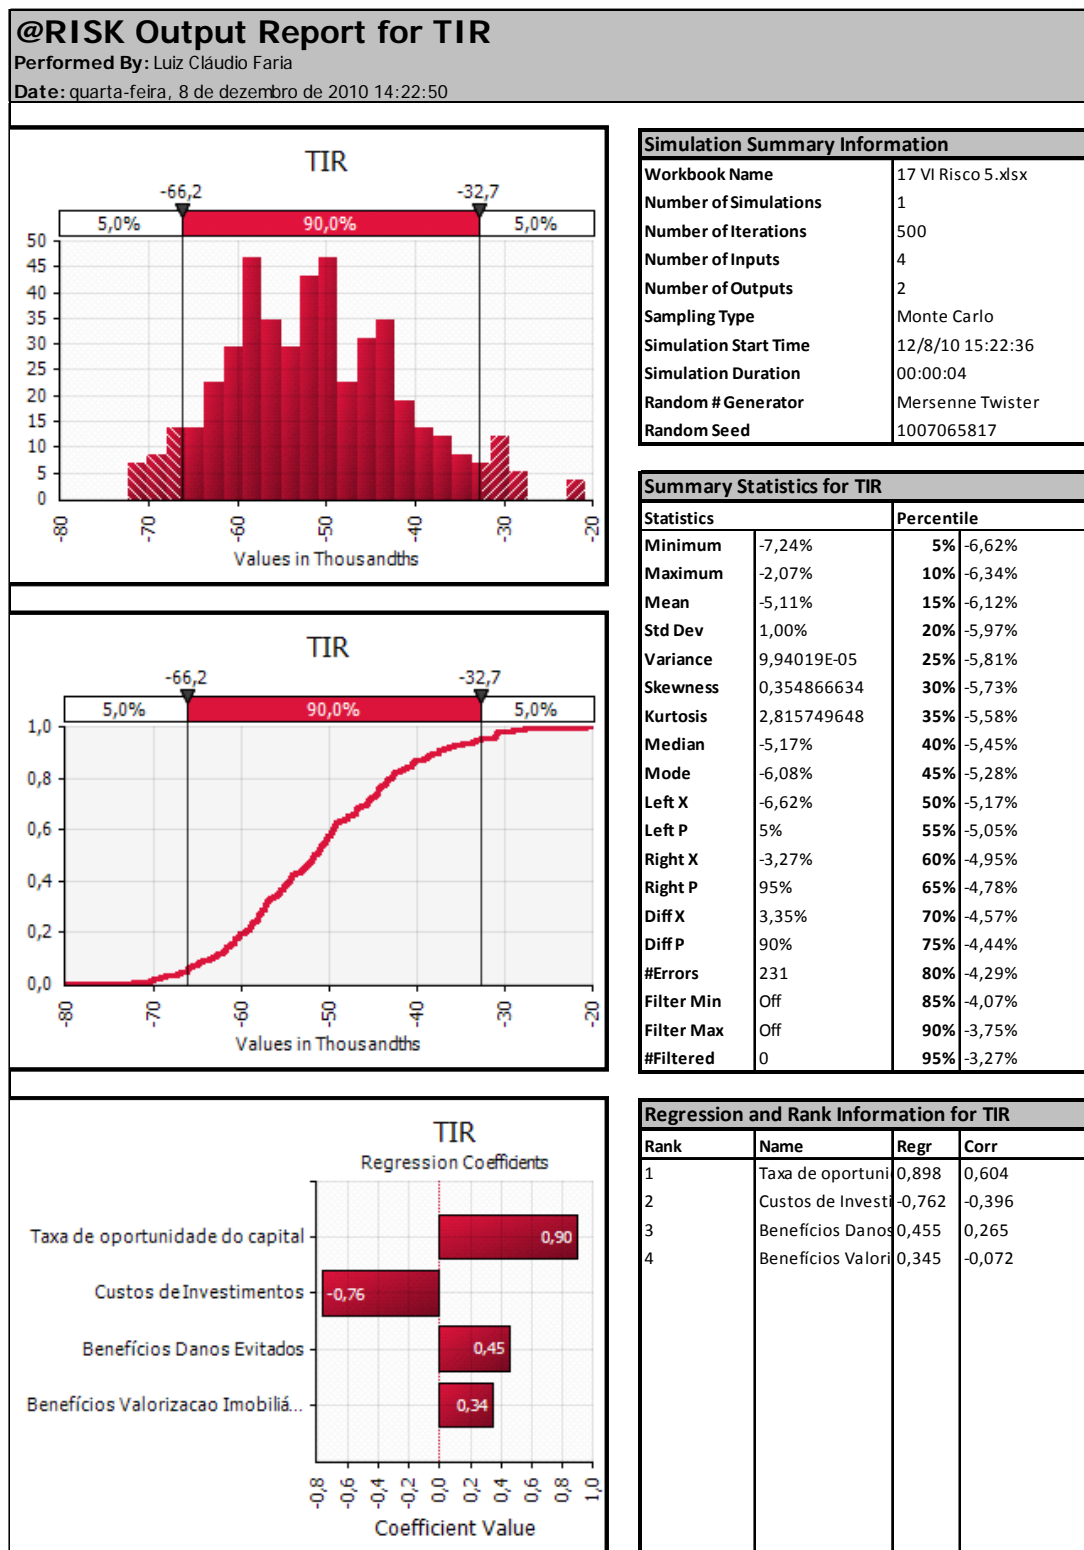 @RISK Output Report for TIR
Performed By: Luiz Cláudio Faria
Date: quarta-feira, 8 de dezembro de 2010 14:22:50
TIR
-66,2 -32,7
5,0% 90,0% 5,0%
50
45
40
35
30
25
20
15
10
5
0
-80 -70 -60 -50 -40 -30 -20
Values in Thousandths
TIR
-66,2 -32,7
5,0% 90,0% 5,0%
1,0
0,8
0,6
0,4
0,2
0,0
-80 -70 -60 -50 -40 -30 -20
Values in Thousandths
TIR
Regression Coefficients
Taxa de oportunidade do capital 0,90
Custos de Investimentos -0,76
Benefícios Danos Evitados 0,45
Benefícios Valorizacao Imobiliá... 0,34
-0,8 -0,6 -0,4 -0,2 0,0 0,2 0,4 0,6 0,8 1,0
Coefficient Value
Simulation Summary Information
Workbook Name 17 VI Risco 5.xlsx
Number of Simulations 1
Number of Iterations 500
Number of Inputs 4
Number of Outputs 2
Sampling Type Monte Carlo
Simulation Start Time 12/8/10 15:22:36
Simulation Duration 00:00:04
Random # Generator Mersenne Twister
Random Seed 1007065817
Summary Statistics for TIR
Statistics Percentile
Minimum -7,24% 5% -6,62%
Maximum -2,07% 10% -6,34%
Mean -5,11% 15% -6,12%
Std Dev 1,00% 20% -5,97%
Variance 9,94019E-05 25% -5,81%
Skewness 0,354866634 30% -5,73%
Kurtosis 2,815749648 35% -5,58%
Median -5,17% 40% -5,45%
Mode -6,08% 45% -5,28%
Left X -6,62% 50% -5,17%
Left P 5% 55% -5,05%
Right X -3,27% 60% -4,95%
Right P 95% 65% -4,78%
Diff X 3,35% 70% -4,57%
Diff P 90% 75% -4,44%
#Errors 231 80% -4,29%
Filter Min Off 85% -4,07%
Filter Max Off 90% -3,75%
#Filtered 0 95% -3,27%
Regression and Rank Information for TIR
Rank Name Regr Corr
1 Taxa de oportuni 0,898 0,604
2 Custos de Investi -0,762 -0,396
3 Benefícios Danos 0,455 0,265
4 Benefícios Valori 0,345 -0,072